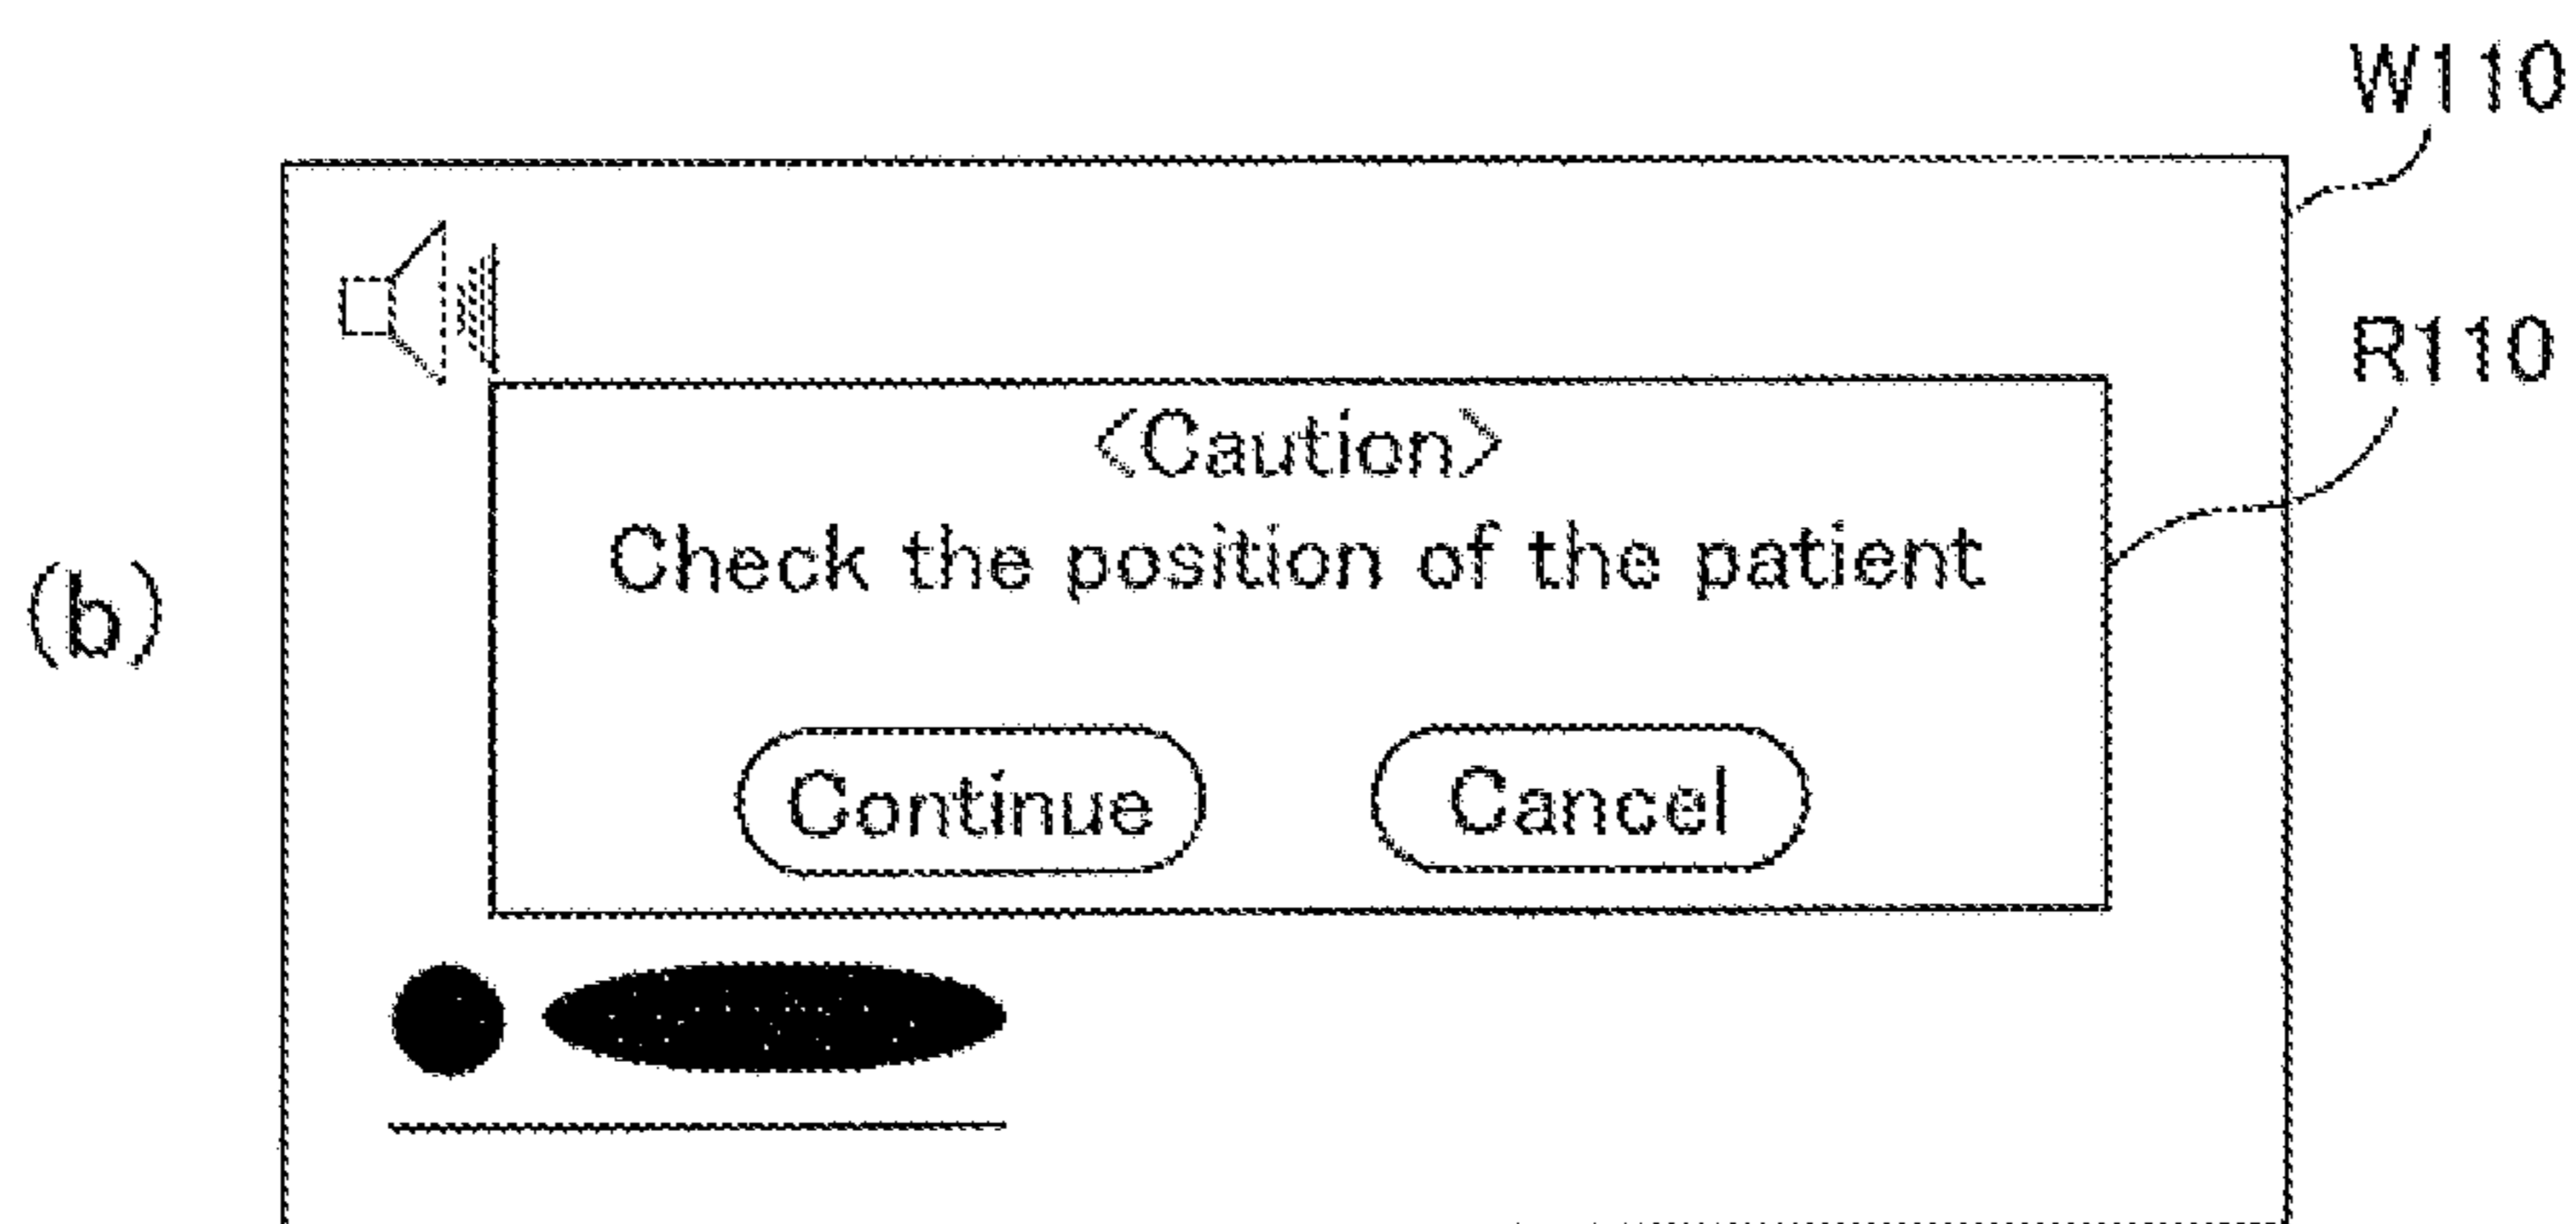 W110
R110
<Caution>
Check the position of the patient
(b)
Continue Cancel